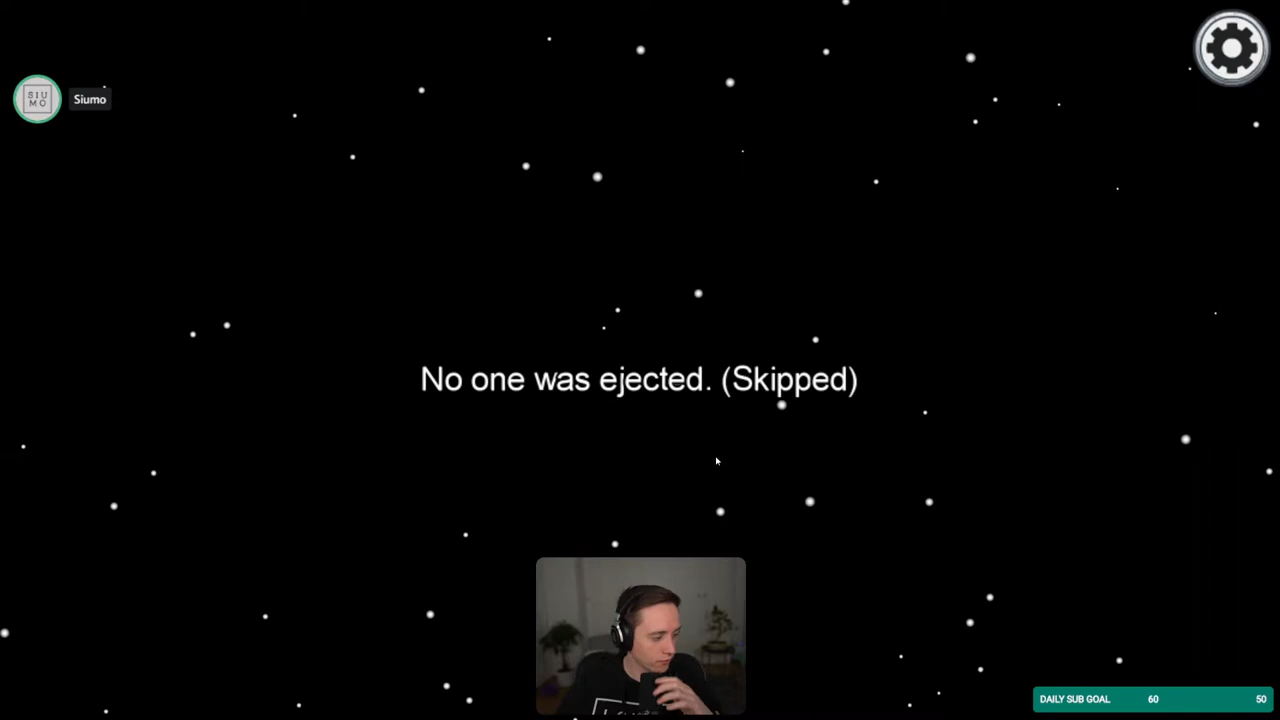 SIU
MO
Siumo
No one was ejected. (Skipped)
DAILY SUB GOAL 60 50